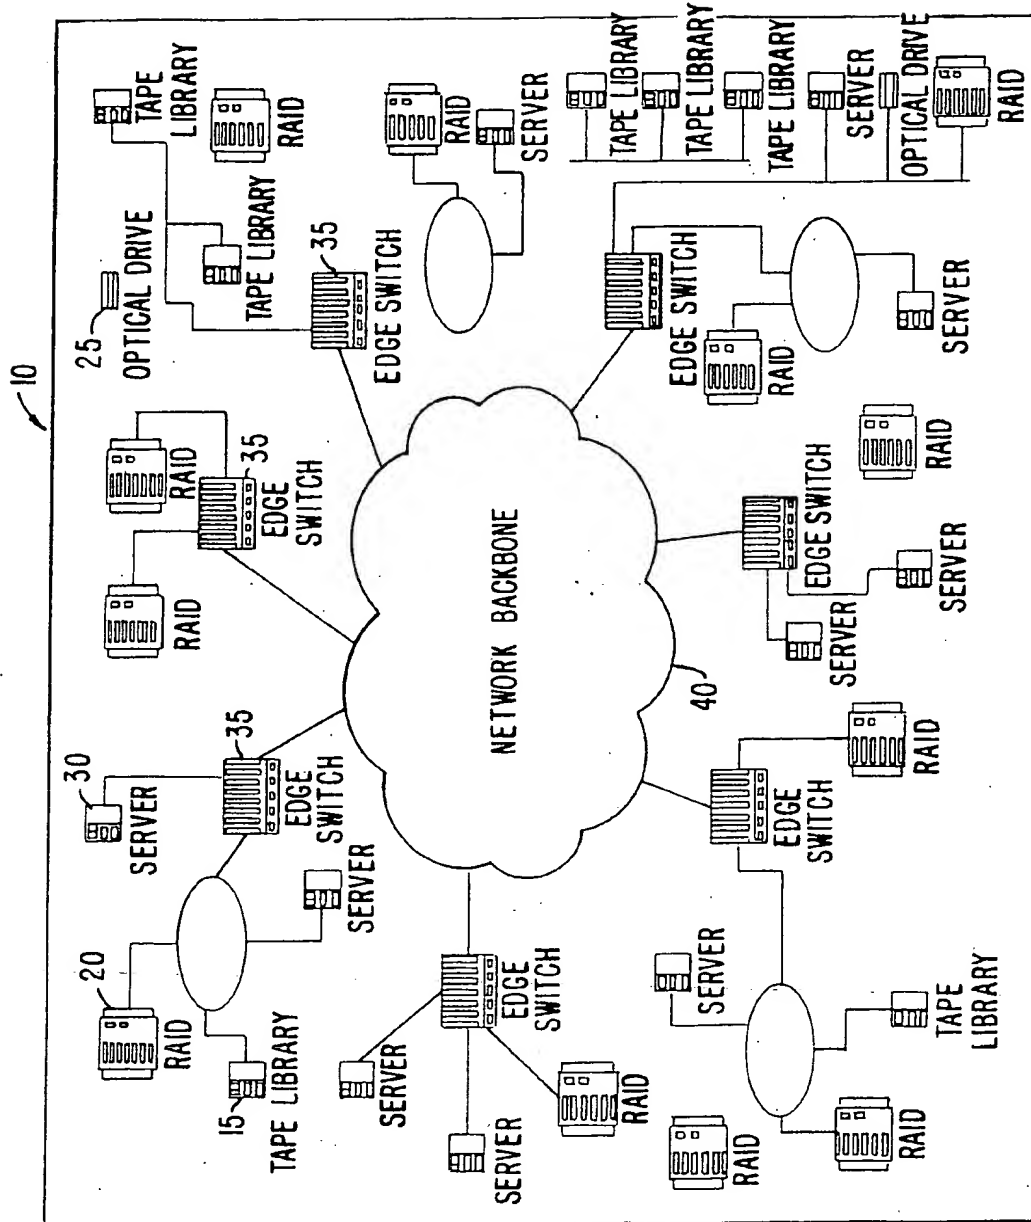 10
30
SERVER
20
RAID
15
TAPE LIBRARY
SERVER
35
EDGE
SWITCH
RAID
RAID
35
EDGE
SWITCH
25
OPTICAL DRIVE
TAPE
LIBRARY
RAID
TAPE LIBRARY
35
EDGE SWITCH
SERVER
SERVER
RAID
EDGE
SWITCH
NETWORK BACKBONE
40
RAID
SERVER
TAPE LIBRARY
TAPE LIBRARY
TAPE LIBRARY
SERVER
OPTICAL DRIVE
RAID
EDGE SWITCH
RAID
SERVER
RAID
RAID
SERVER
TAPE
LIBRARY
EDGE
SWITCH
RAID
EDGE SWITCH
SERVER
SERVER
RAID